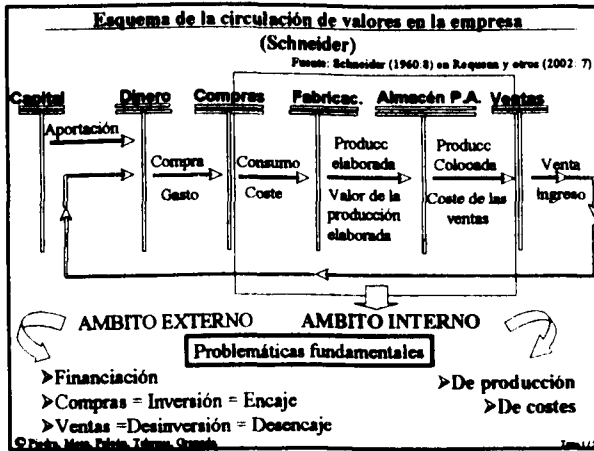 Esquema de la circulación de valores en la empresa
(Schneider)
Fuente: Schneider (1960:8) en Requena y otros (2002: 7)
Capital Dinero Compras Fabricac. Almacén P.A. Ventas
Aportación
Compra
Gasto
Consumo
Coste
Producc
elaborada
Valor de la
producción
elaborada
Producc
Colocada
Coste de las
ventas
Venta
Ingreso
AMBITO EXTERNO AMBITO INTERNO
Problemáticas fundamentales
➤Financiación
➤Compras = Inversión = Encaje
➤Ventas =Desinversión = Desencaje
➤De producción
➤De costes
© Piedra,